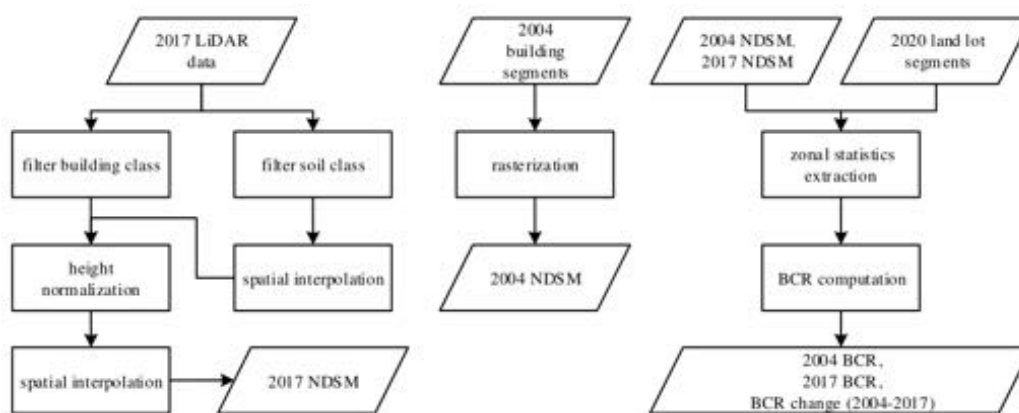 2017 LiDAR
data
filter building class
filter soil class
height
normalization
spatial interpolation
spatial interpolation
2017 NDSM
2004
building
segments
rasterization
2004 NDSM
2004 NDSM,
2017 NDSM
2020 land lot
segments
zonal statistics
extraction
BCR computation
2004 BCR,
2017 BCR,
BCR change (2004-2017)